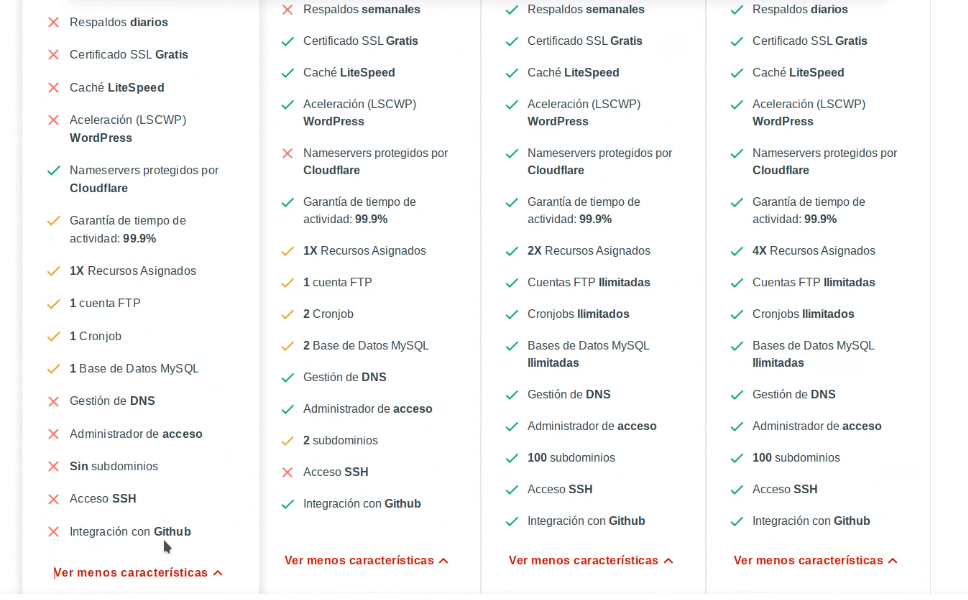 Respaldos diarios
Certificado SSL Gratis
Caché LiteSpeed
Aceleración (LSCWP)
WordPress
Nameservers protegidos por
Cloudflare
Garantía de tiempo de
actividad: 99.9%
1X Recursos Asignados
1 cuenta FTP
1 Cronjob
1 Base de Datos MySQL
Gestión de DNS
Administrador de acceso
Sin subdominios
Acceso SSH
Integración con Github
Ver menos características
Respaldos semanales
Certificado SSL Gratis
Caché LiteSpeed
Aceleración (LSCWP)
WordPress
Nameservers protegidos por
Cloudflare
Garantía de tiempo de
actividad: 99.9%
1X Recursos Asignados
1 cuenta FTP
2 Cronjob
2 Base de Datos MySQL
Gestión de DNS
Administrador de acceso
2 subdominios
Acceso SSH
Integración con Github
Ver menos características
Respaldos semanales
Certificado SSL Gratis
Caché LiteSpeed
Aceleración (LSCWP)
WordPress
Nameservers protegidos por
Cloudflare
Garantía de tiempo de
actividad: 99.9%
2X Recursos Asignados
Cuentas FTP Ilimitadas
Cronjobs Ilimitados
Bases de Datos MySQL
Ilimitadas
Gestión de DNS
Administrador de acceso
100 subdominios
Acceso SSH
Integración con Github
Ver menos características
Respaldos diarios
Certificado SSL Gratis
Caché LiteSpeed
Aceleración (LSCWP)
WordPress
Nameservers protegidos por
Cloudflare
Garantía de tiempo de
actividad: 99.9%
4X Recursos Asignados
Cuentas FTP Ilimitadas
Cronjobs Ilimitados
Bases de Datos MySQL
Ilimitadas
Gestión de DNS
Administrador de acceso
100 subdominios
Acceso SSH
Integración con Github
Ver menos características